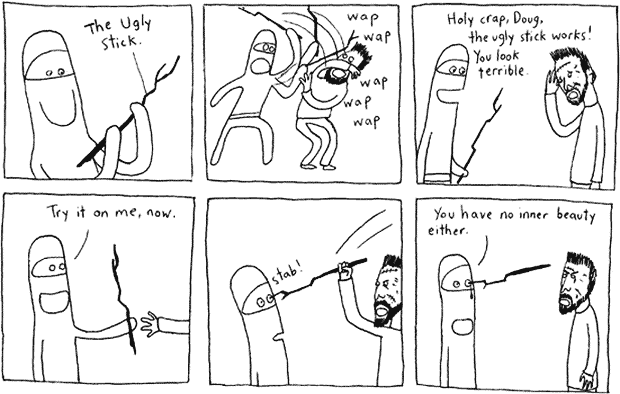 The Ugly
stick.
wap
wap
wap
wap
wap
Holy crap, Doug,
the ugly stick works!
You look
terrible.
Try it on me, now.
stab!
You have no inner beauty
either.